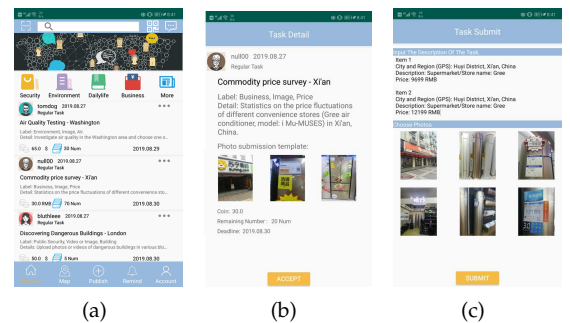 8:41
8:41
8:41
Security Environment Dailylife Business More
tomdog 2019.08.27
Regular Task
Air Quality Testing - Washington
Label: Environment, Image, Air
Detail: Investigate air quality in the Washington area and choose one s...
65.0 $ 30 Num 2019.08.29
null00 2019.08.27
Regular Task
Commodity price survey - Xi'an
Label: Business, Image, Price
Detail: Statistics on the price fluctuations of different convenience sto...
30.0 RMB 70 Num 2019.08.30
bluthleee 2019.08.27
Regular Task
Discovering Dangerous Buildings - London
Label: Public Security, Video or Image, Building
Details: Upload photos or videos of dangerous buildings in various blo...
50.0 $ 5 Num 2019.08.30
Map Publish Remind Account
(a)
Task Detail
null00 2019.08.27
Regular Task
Commodity price survey - Xi'an
Label: Business, Image, Price
Detail: Statistics on the price fluctuations
of different convenience stores (Gree air
conditioner, model: i Mu-MUSES) in Xi'an,
China.
Photo submission template:
Coin: 30.0
Remaining Number : 20 Num
Deadline: 2019.08.30
ACCEPT
(b)
Task Submit
Input The Description Of The Task
Item 1
City and Region (GPS): Huyi District, Xi'an, China
Description: Supermarket/Store name: Gree
Price: 9699 RMB
Item 2
City and Region (GPS): Huyi District, Xi'an, China
Description: Supermarket/Store name: Gree
Price: 12199 RMB
Choose Photos
SUBMIT
(c)